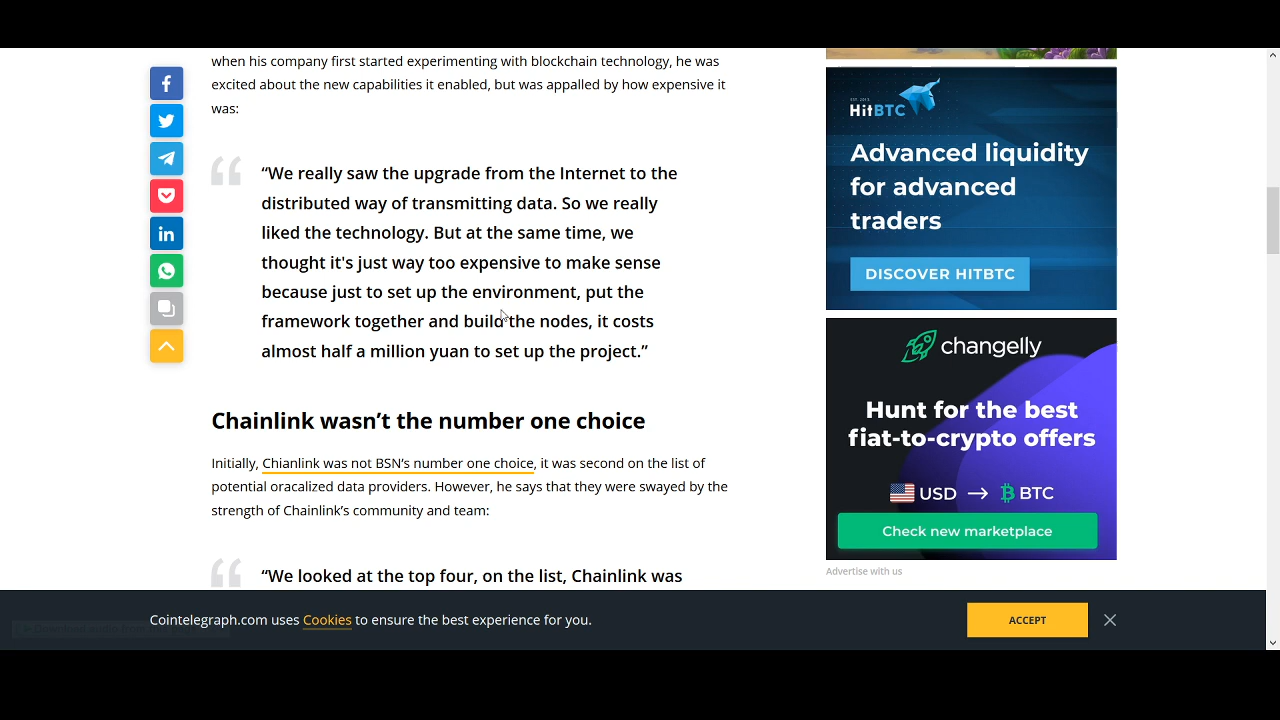 when his company first started experimenting with blockchain technology, he was
excited about the new capabilities it enabled, but was appalled by how expensive it
was:
“We really saw the upgrade from the Internet to the
distributed way of transmitting data. So we really
liked the technology. But at the same time, we
thought it's just way too expensive to make sense
because just to set up the environment, put the
framework together and build the nodes, it costs
almost half a million yuan to set up the project.”
Chainlink wasn’t the number one choice
Initially, Chianlink was not BSN’s number one choice, it was second on the list of
potential oracalized data providers. However, he says that they were swayed by the
strength of Chainlink’s community and team:
“We looked at the top four, on the list, Chainlink was
HitBTC
Advanced liquidity
for advanced
traders
DISCOVER HITBTC
changelly
Hunt for the best
fiat-to-crypto offers
USD → BTC
Check new marketplace
Advertise with us
Cointelegraph.com uses Cookies to ensure the best experience for you.
ACCEPT